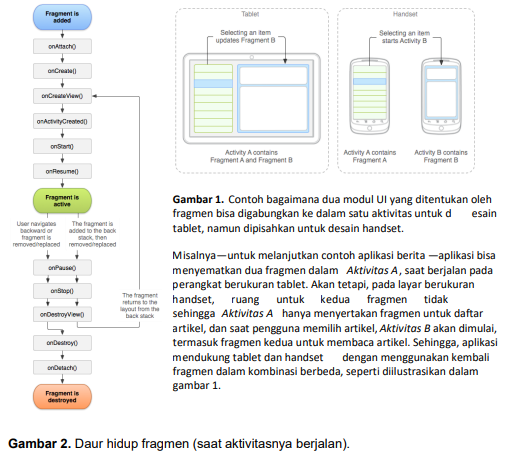 Fragment is
added
onAttach()
onCreate()
onCreateView()
onActivityCreated()
onStart()
onResume()
Fragment is
active
User navigates
backward or
fragment is
removed/replaced
The fragment is
added to the back
stack, then
removed/replaced
onPause()
onStop()
onDestroyView()
The fragment
returns to the
layout from the
back stack
onDestroy()
onDetach()
Fragment is
destroyed
Tablet
Selecting an item
updates Fragment B
Activity A contains
Fragment A and Fragment B
Handset
Selecting an item
starts Activity B
Activity A contains
Fragment A
Activity B contains
Fragment B
Gambar 1. Contoh bagaimana dua modul UI yang ditentukan oleh
fragmen bisa digabungkan ke dalam satu aktivitas untuk d esain
tablet, namun dipisahkan untuk desain handset.
Misalnya—untuk melanjutkan contoh aplikasi berita —aplikasi bisa
menyematkan dua fragmen dalam Aktivitas A, saat berjalan pada
perangkat berukuran tablet. Akan tetapi, pada layar berukuran
handset, ruang untuk kedua fragmen tidak
sehingga Aktivitas A hanya menyertakan fragmen untuk daftar
artikel, dan saat pengguna memilih artikel, Aktivitas B akan dimulai,
termasuk fragmen kedua untuk membaca artikel. Sehingga, aplikasi
mendukung tablet dan handset dengan menggunakan kembali
fragmen dalam kombinasi berbeda, seperti diilustrasikan dalam
gambar 1.
Gambar 2. Daur hidup fragmen (saat aktivitasnya berjalan).